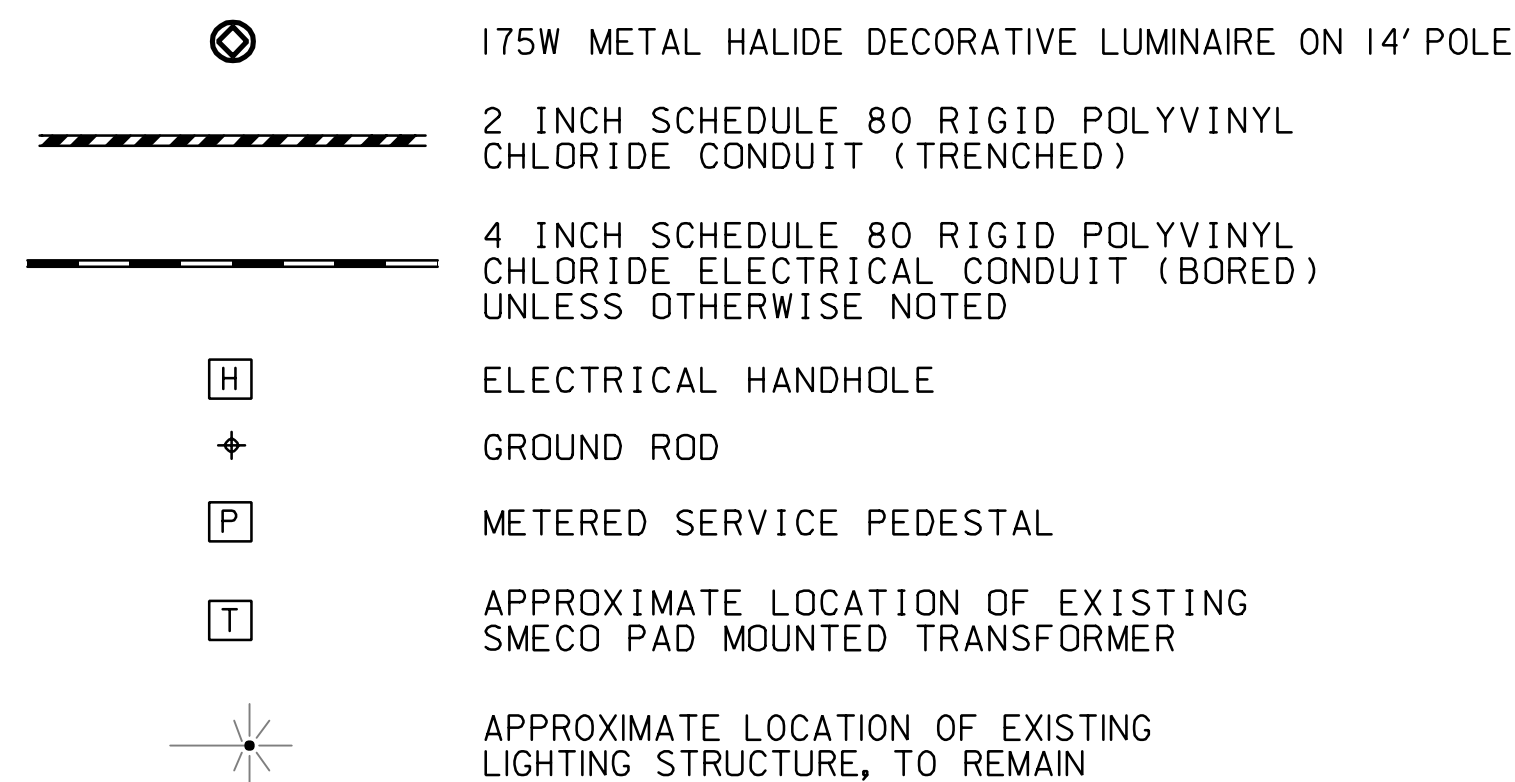 175W METAL HALIDE DECORATIVE LUMINAIRE ON 14' POLE
2 INCH SCHEDULE 80 RIGID POLYVINYL
CHLORIDE CONDUIT (TRENCHED)
4 INCH SCHEDULE 80 RIGID POLYVINYL
CHLORIDE ELECTRICAL CONDUIT (BORED)
UNLESS OTHERWISE NOTED
H ELECTRICAL HANDHOLE
GROUND ROD
P METERED SERVICE PEDESTAL
T APPROXIMATE LOCATION OF EXISTING
SMECO PAD MOUNTED TRANSFORMER
APPROXIMATE LOCATION OF EXISTING
LIGHTING STRUCTURE, TO REMAIN